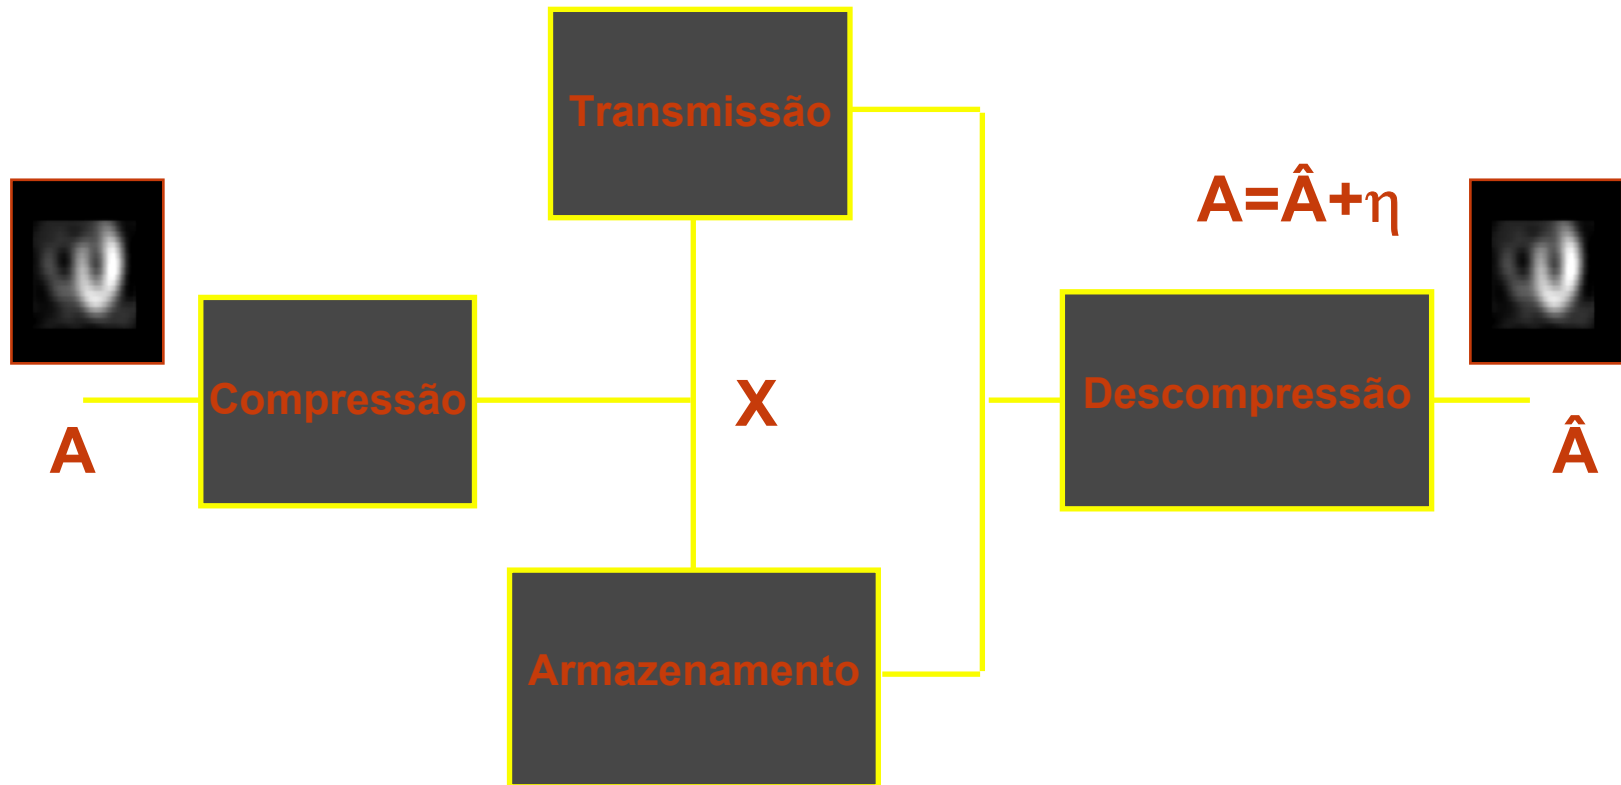 Transmissão
A=Â+η
Compressão
X
Descompressão
A
Â
Armazenamento